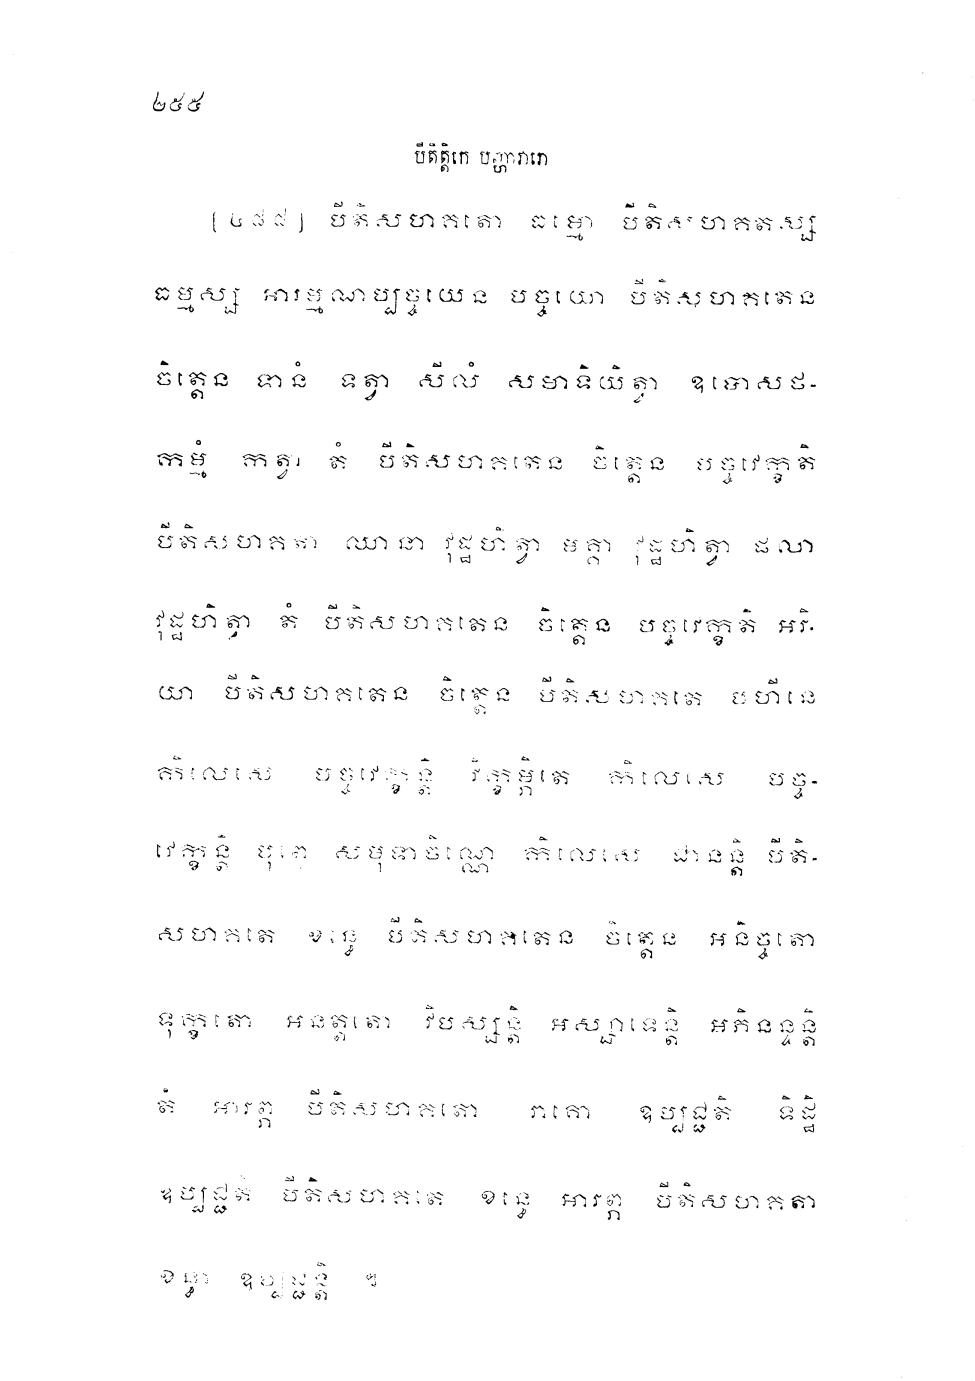 ២៥៥
បីតិត្តិកេ បញ្ហាវារោ
[៤៨៩] បីតិសហគតោ ធម្មោ បីតិសហគតស្ស
ធម្មស្ស អារម្មណប្បច្ចយេន បច្ចយោ បីតិសហគតេន
ចិត្តេន ទានំ ទត្វា សីលំ សមាទិយិត្វា ឧបោសថ-
កម្មំ កត្វា តំ បីតិសហគតេន ចិត្តេន បច្ចវេក្ខតិ
បីតិសហគតា ឈានា វុដ្ឋហិត្វា មគ្គា វុដ្ឋហិត្វា ផលា
វុដ្ឋហិត្វា តំ បីតិសហគតេន ចិត្តេន បច្ចវេក្ខតិ អរិ-
យា បីតិសហគតេន ចិត្តេន បីតិសហគតេ បហីនេ
កិលេសេ បច្ចវេក្ខន្តិ វិក្ខម្ភិតេ កិលេសេ បច្ច-
វេក្ខន្តិ បុព្វេ សមុទាចិណ្ណេ កិលេសេ ជានន្តិ បីតិ-
សហគតេ ខន្ធេ បីតិសហគតេន ចិត្តេន អនិច្ចតោ
ទុក្ខតោ អនត្តតោ វិបស្សន្តិ អស្សាទេន្តិ អភិនន្ទន្តិ
តំ អារព្ភ បីតិសហគតោ រាគោ ឧប្បជ្ជតិ ទិដ្ឋិ
ឧប្បជ្ជតិ បីតិសហគតេ ខន្ធេ អារព្ភ បីតិសហគតា
ខន្ធា ឧប្បជ្ជន្តិ ។